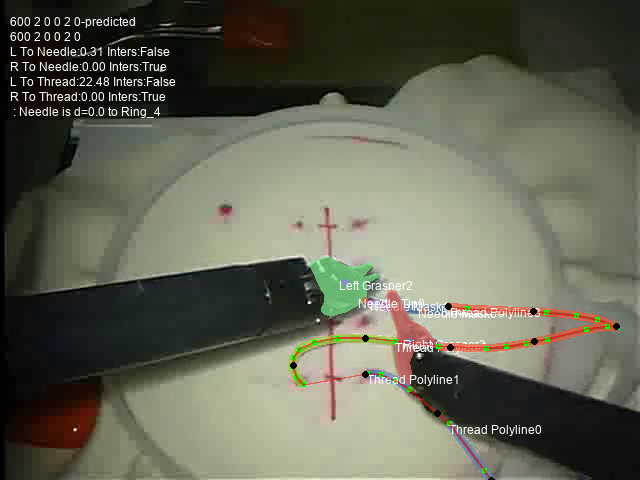 600 2 0 0 2 0-predicted
600 2 0 0 2 0
L To Needle:0.31 Inters:False
R To Needle:0.00 Inters:True
L To Thread:22.48 Inters:False
R To Thread:0.00 Inters:True
: Needle is d=0.0 to Ring_4
Left Grasper2
Needle Tip0
Thread Polyline
Thread Polyline1
Thread Polyline0